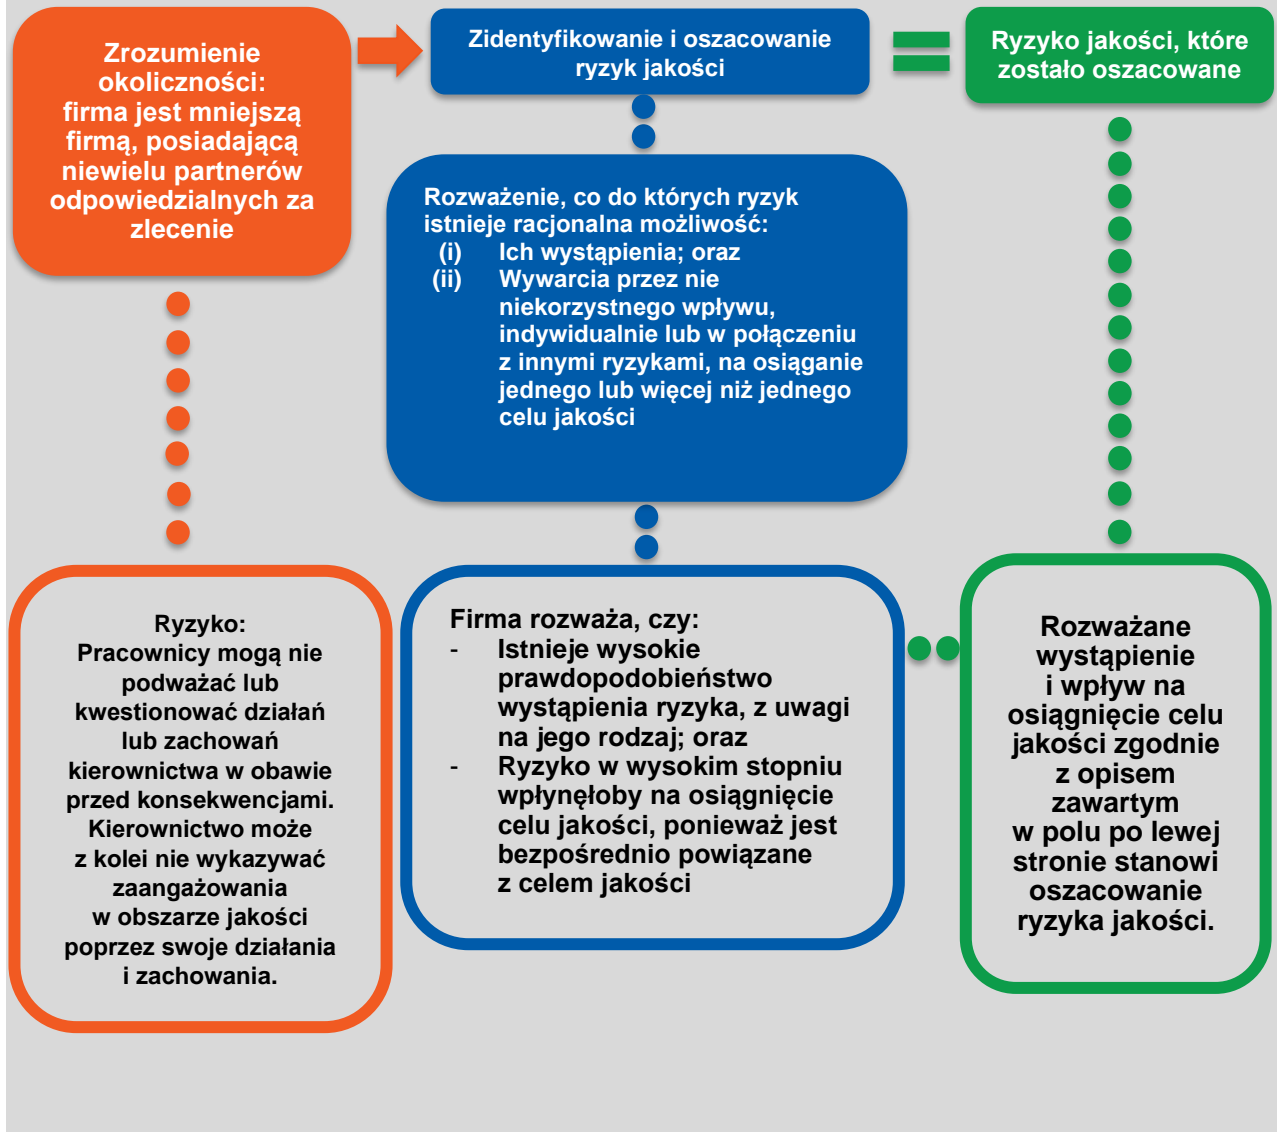 Zrozumienie
okoliczności:
firma jest mniejszą
firmą, posiadającą
niewielu partnerów
odpowiedzialnych za
zlecenie
Zidentyfikowanie i oszacowanie
ryzyk jakości
Ryzyko jakości, które
zostało oszacowane
Rozważenie, co do których ryzyk
istnieje racjonalna możliwość:
(i) Ich wystąpienia; oraz
(ii) Wywarcia przez nie
niekorzystnego wpływu,
indywidualnie lub w połączeniu
z innymi ryzykami, na osiąganie
jednego lub więcej niż jednego
celu jakości
Ryzyko:
Pracownicy mogą nie
podważać lub
kwestionować działań
lub zachowań
kierownictwa w obawie
przed konsekwencjami.
Kierownictwo może
z kolei nie wykazywać
zaangażowania
w obszarze jakości
poprzez swoje działania
i zachowania.
Firma rozważa, czy:
- Istnieje wysokie
prawdopodobieństwo
wystąpienia ryzyka, z uwagi
na jego rodzaj; oraz
- Ryzyko w wysokim stopniu
wpłynęłoby na osiągnięcie
celu jakości, ponieważ jest
bezpośrednio powiązane
z celem jakości
Rozważane
wystąpienie
i wpływ na
osiągnięcie celu
jakości zgodnie
z opisem
zawartym
w polu po lewej
stronie stanowi
oszacowanie
ryzyka jakości.